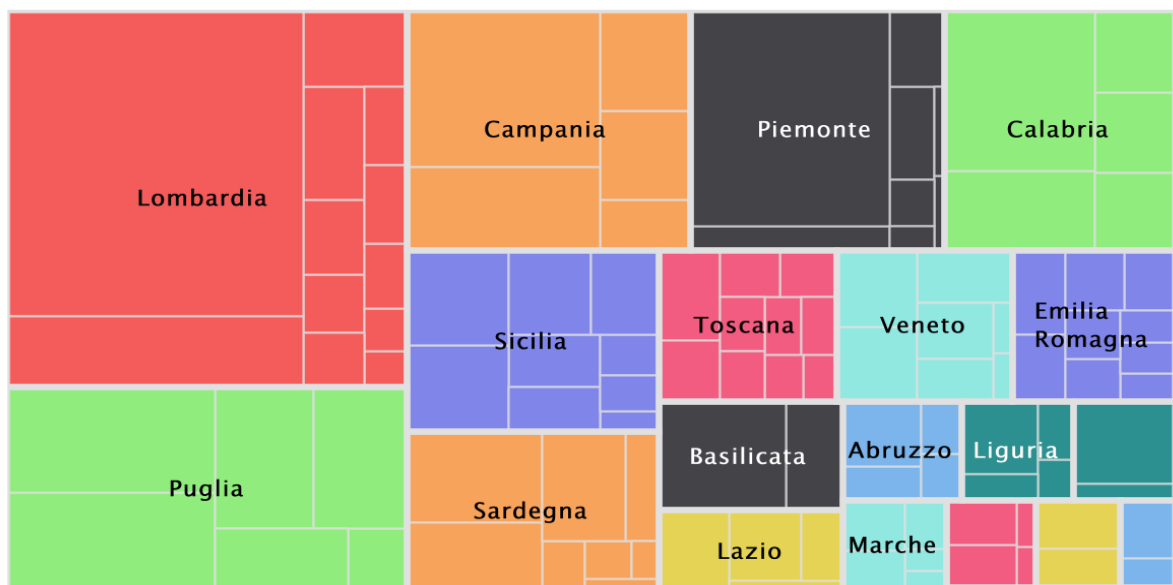 Lombardia
Campania
Piemonte
Calabria
Sicilia
Toscana
Veneto
Emilia
Romagna
Puglia
Sardegna
Basilicata
Abruzzo
Liguria
Lazio
Marche